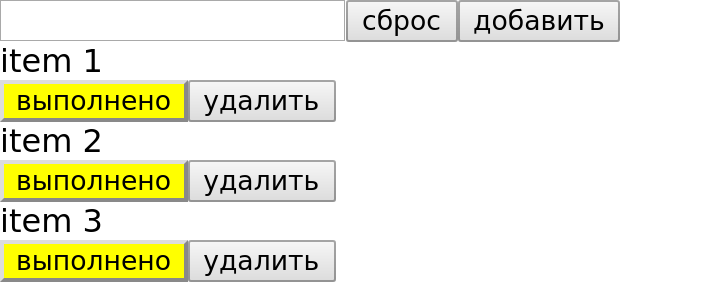 сброс добавить
item 1
выполнено удалить
item 2
выполнено удалить
item 3
выполнено удалить